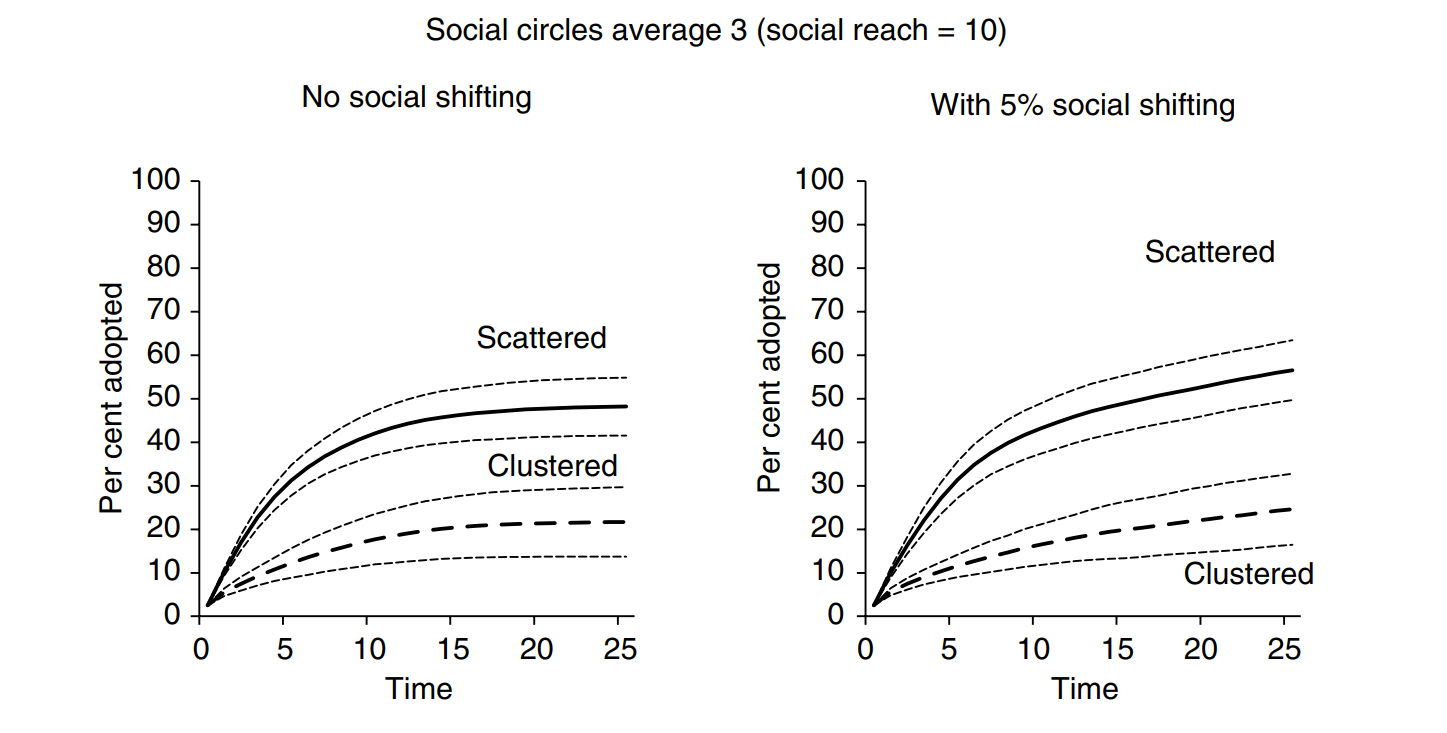 Social circles average 3 (social reach = 10)
No social shifting
100
90
80
70
60
50
40
30
20
10
0
Per cent adopted
Scattered
Clustered
0 5 10 15 20 25
Time
With 5% social shifting
100
90
80
70
60
50
40
30
20
10
0
Per cent adopted
Scattered
Clustered
0 5 10 15 20 25
Time